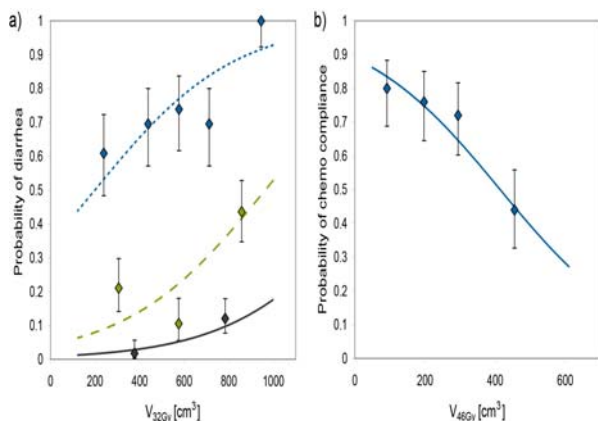 a)
Probability of diarrhea
1
0.9
0.8
0.7
0.6
0.5
0.4
0.3
0.2
0.1
0
0 200 400 600 800 1000
V32Gy [cm³]
b)
Probability of chemo compliance
1
0.9
0.8
0.7
0.6
0.5
0.4
0.3
0.2
0.1
0
0 200 400 600
V46Gy [cm³]